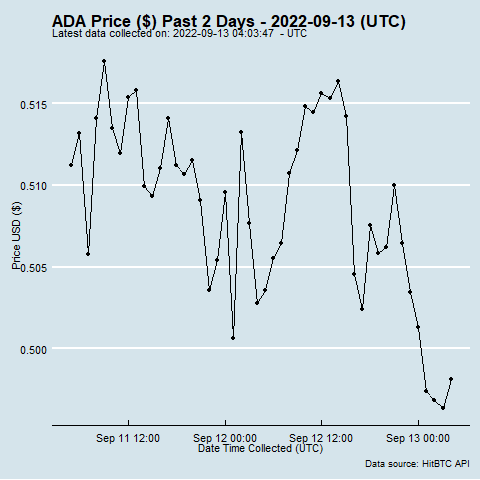 ADA Price ($) Past 2 Days - 2022-09-13 (UTC)
Latest data collected on: 2022-09-13 04:03:47  - UTC
0.515
0.510
0.505
0.500
Price USD ($)
Sep 11 12:00
Sep 12 00:00
Sep 12 12:00
Sep 13 00:00
Date Time Collected (UTC)
Data source: HitBTC API